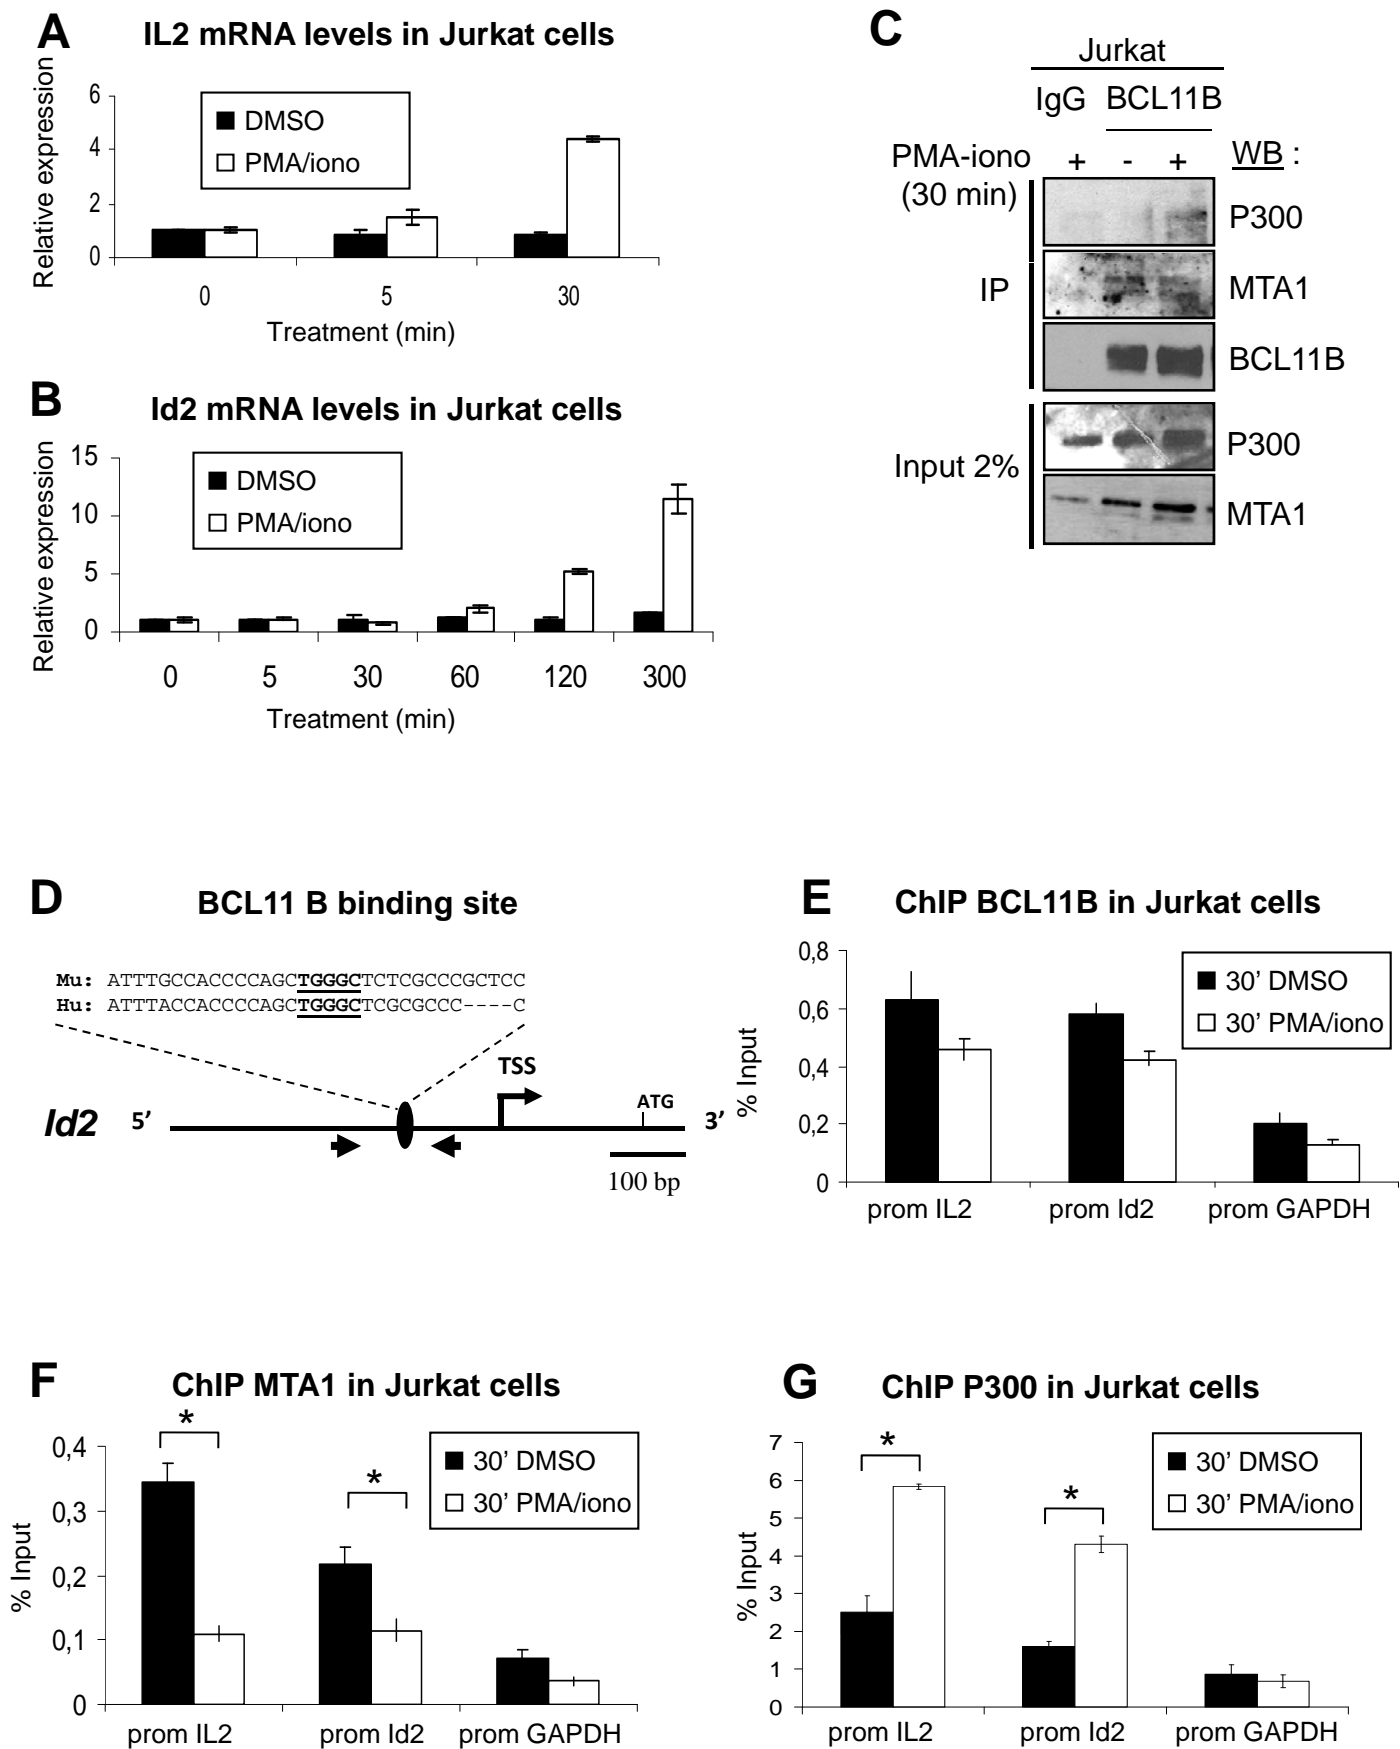 A
IL2 mRNA levels in Jurkat cells
Relative expression
6
4
2
0
DMSO
PMA/iono
0 5 30
Treatment (min)
B
Id2 mRNA levels in Jurkat cells
Relative expression
15
10
5
0
DMSO
PMA/iono
0 5 30 60 120 300
Treatment (min)
C
Jurkat
IgG BCL11B
PMA-iono + - + WB :
(30 min)
P300
IP
MTA1
BCL11B
Input 2%
P300
MTA1
D
BCL11 B binding site
Mu: ATTTGCCACCCCAGCTGGGCTCTCGCCCGCTCC
Hu: ATTTACCACCCCAGCTGGGCTCGCGCCC----C
TSS
ATG
Id2 5’ 3’
100 bp
E
ChIP BCL11B in Jurkat cells
% Input
0,8
0,6
0,4
0,2
0
30’ DMSO
30’ PMA/iono
prom IL2 prom Id2 prom GAPDH
F
ChIP MTA1 in Jurkat cells
% Input
0,4
0,3
0,2
0,1
0
* *
30’ DMSO
30’ PMA/iono
prom IL2 prom Id2 prom GAPDH
G
ChIP P300 in Jurkat cells
% Input
7
6
5
4
3
2
1
0
* *
30’ DMSO
30’ PMA/iono
prom IL2 prom Id2 prom GAPDH